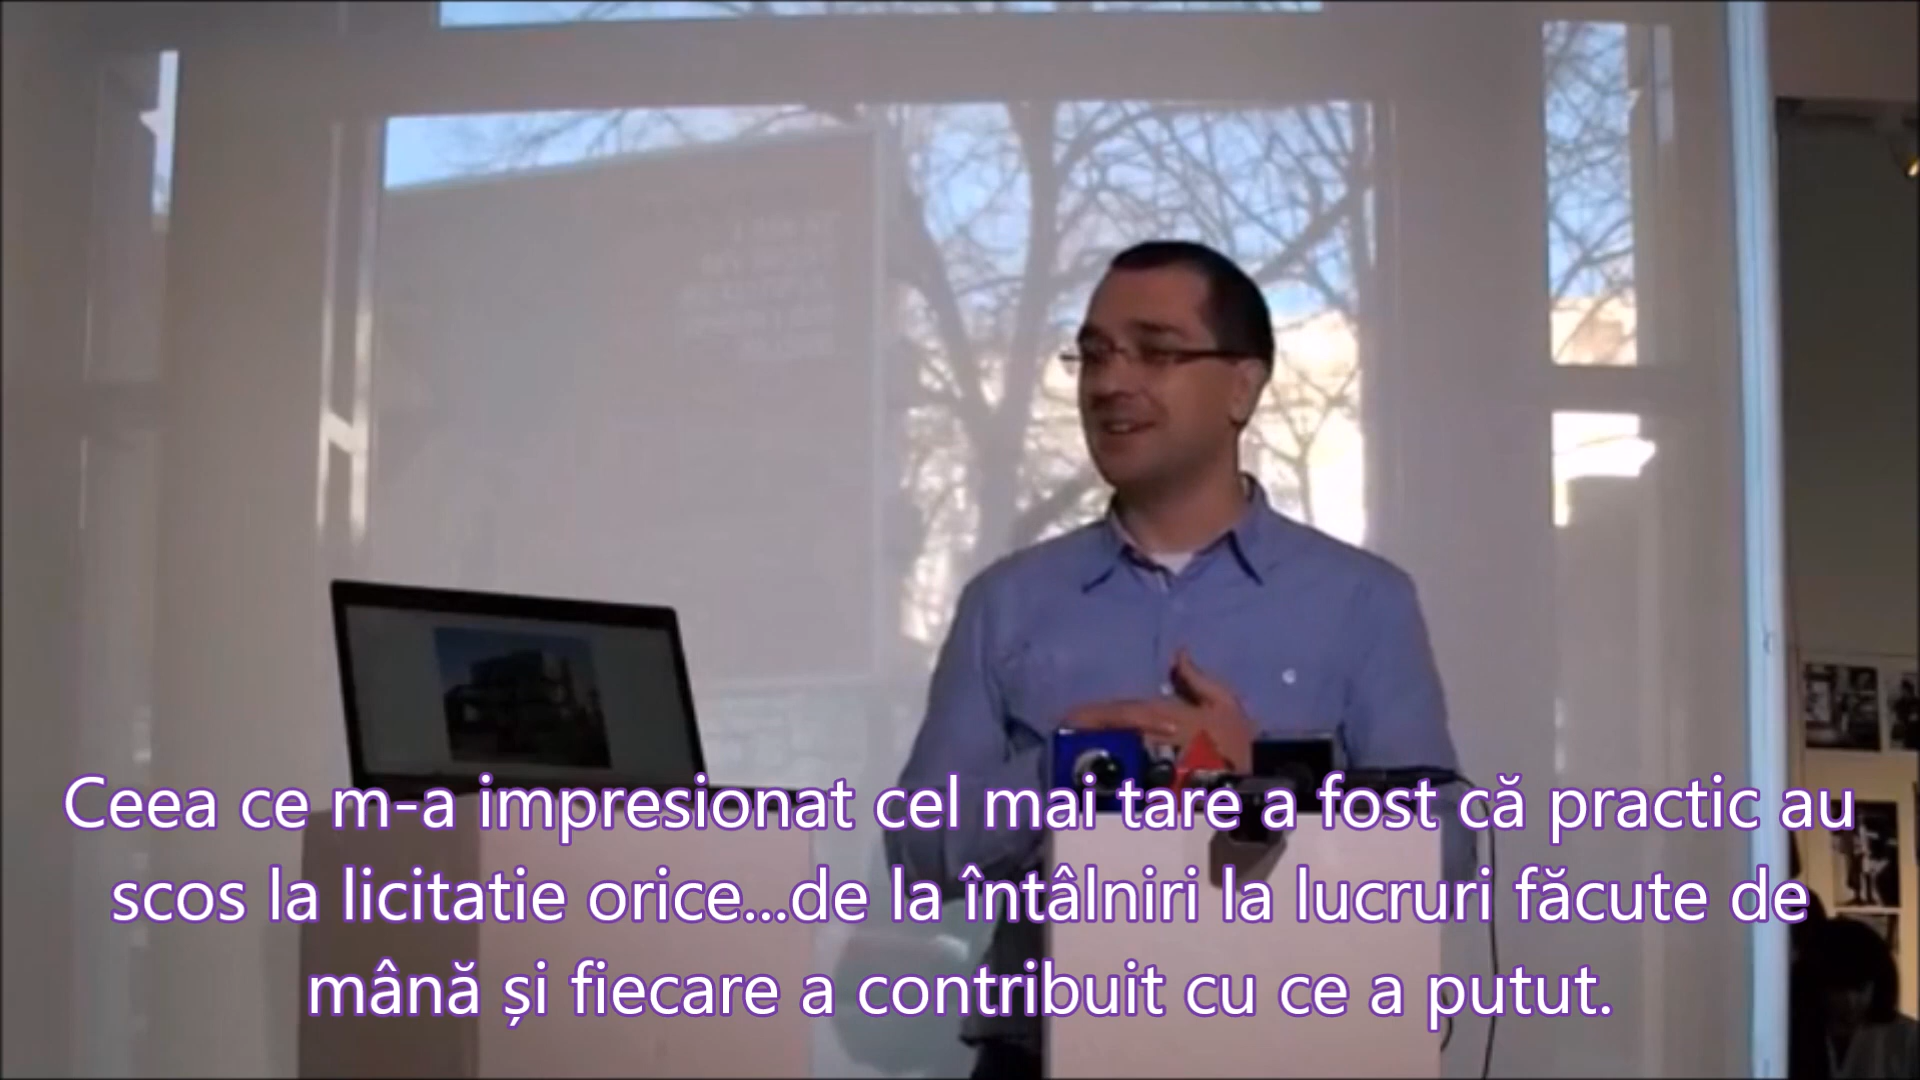 Ceea ce m-a impresionat cel mai tare a fost că practic au
scos la licitatie orice...de la întâlniri la lucruri făcute de
mână și fiecare a contribuit cu ce a putut.